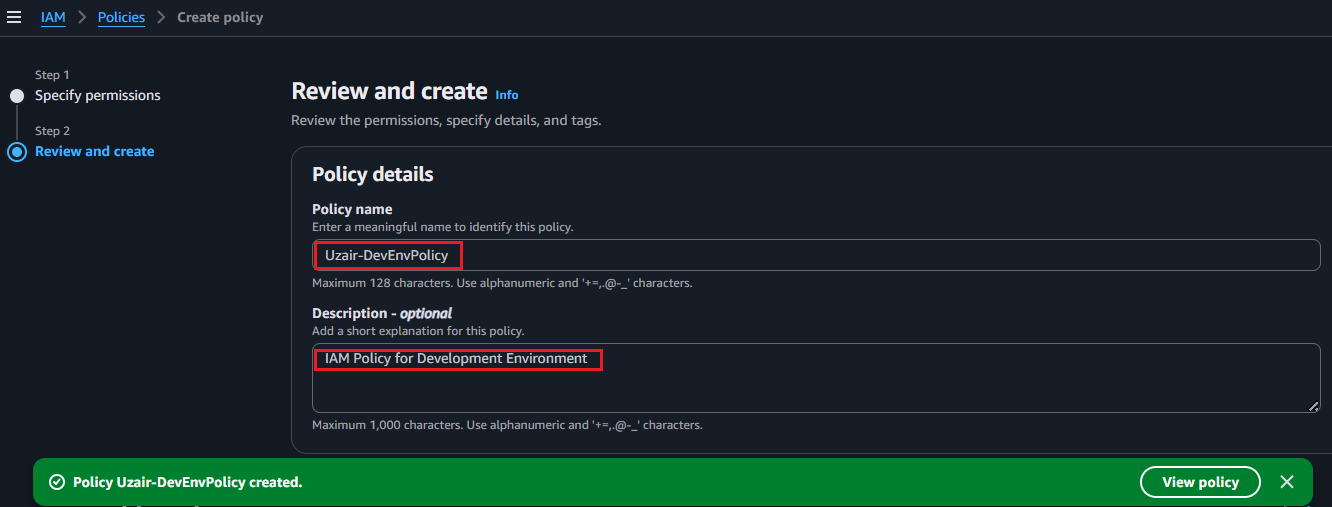 IAM > Policies > Create policy
Step 1
Specify permissions
Step 2
Review and create
Review and create Info
Review the permissions, specify details, and tags.
Policy details
Policy name
Enter a meaningful name to identify this policy.
Uzair-DevEnvPolicy
Maximum 128 characters. Use alphanumeric and '+=,.@-_' characters.
Description - optional
Add a short explanation for this policy.
IAM Policy for Development Environment
Maximum 1,000 characters. Use alphanumeric and '+=,.@-_' characters.
Policy Uzair-DevEnvPolicy created.
View policy